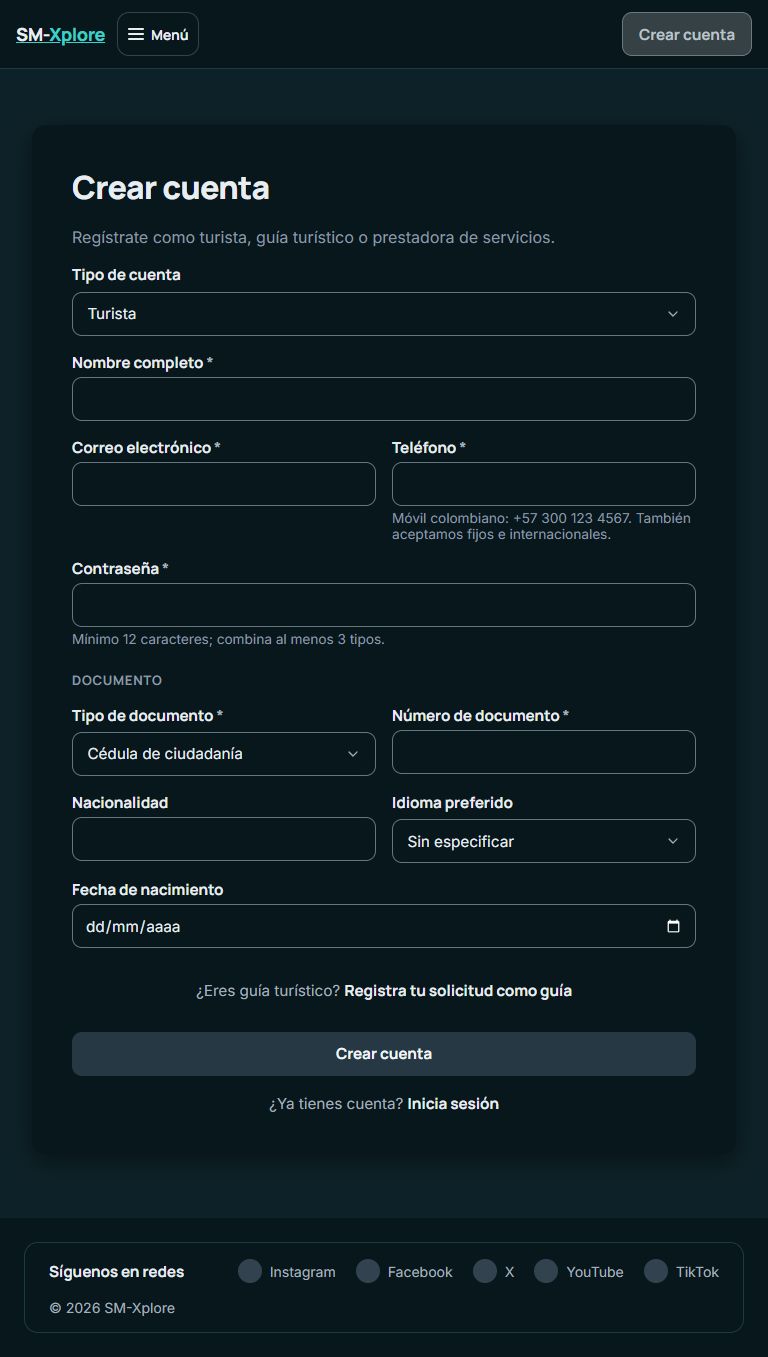 SM-Xplore
Menú
Crear cuenta
Crear cuenta
Regístrate como turista, guía turístico o prestadora de servicios.
Tipo de cuenta
Turista
Nombre completo *
Correo electrónico *
Teléfono *
Móvil colombiano: +57 300 123 4567. También
aceptamos fijos e internacionales.
Contraseña *
Mínimo 12 caracteres; combina al menos 3 tipos.
DOCUMENTO
Tipo de documento *
Número de documento *
Cédula de ciudadanía
Nacionalidad
Idioma preferido
Sin especificar
Fecha de nacimiento
dd/mm/aaaa
¿Eres guía turístico? Registra tu solicitud como guía
Crear cuenta
¿Ya tienes cuenta? Inicia sesión
Síguenos en redes
Instagram
Facebook
X
YouTube
TikTok
© 2026 SM-Xplore